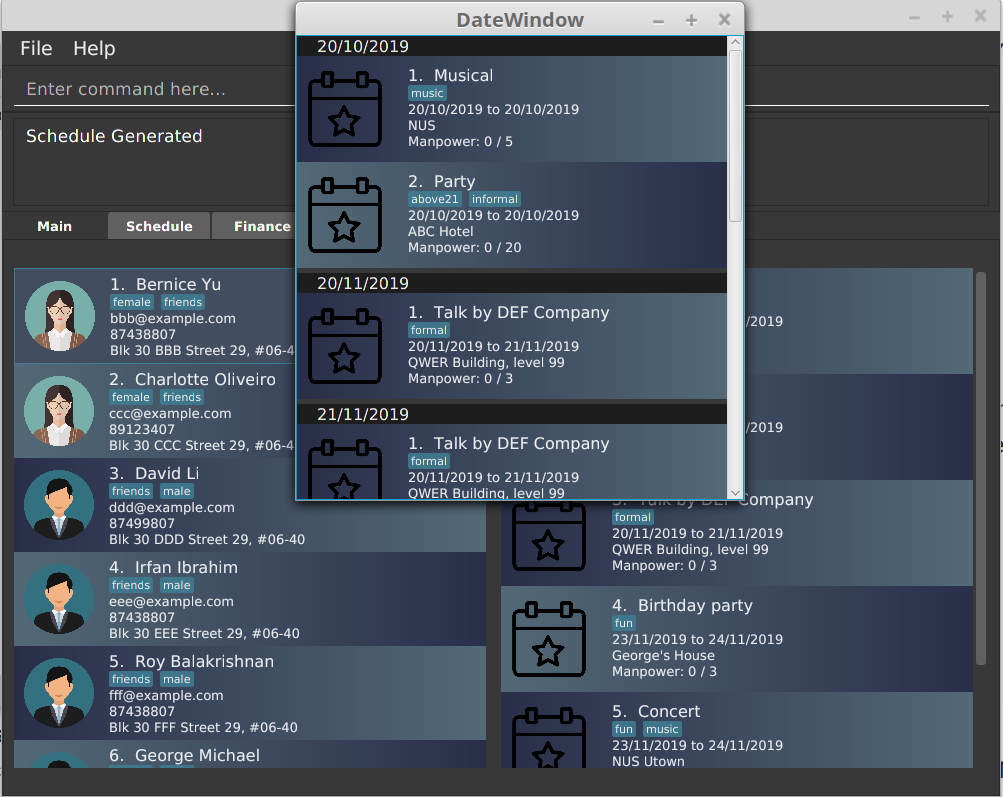 DateWindow
20/10/2019
1. Musical
music
20/10/2019 to 20/10/2019
NUS
Manpower: 0 / 5
2. Party
above21 informal
20/10/2019 to 20/10/2019
ABC Hotel
Manpower: 0 / 20
20/11/2019
1. Talk by DEF Company
formal
20/11/2019 to 21/11/2019
QWER Building, level 99
Manpower: 0 / 3
21/11/2019
1. Talk by DEF Company
formal
20/11/2019 to 21/11/2019
QWER Building, level 99
File Help
Enter command here...
Schedule Generated
Main Schedule Finance
1. Bernice Yu
female friends
bbb@example.com
87438807
Blk 30 BBB Street 29, #06-4
2. Charlotte Oliveiro
female friends
ccc@example.com
89123407
Blk 30 CCC Street 29, #06-4
3. David Li
friends male
ddd@example.com
87499807
Blk 30 DDD Street 29, #06-40
4. Irfan Ibrahim
friends male
eee@example.com
87438807
Blk 30 EEE Street 29, #06-40
5. Roy Balakrishnan
friends male
fff@example.com
87438807
Blk 30 FFF Street 29, #06-40
6. George Michael
/2019
/2019
3. Talk by DEF Company
formal
20/11/2019 to 21/11/2019
QWER Building, level 99
Manpower: 0 / 3
4. Birthday party
fun
23/11/2019 to 24/11/2019
George's House
Manpower: 0 / 3
5. Concert
fun music
23/11/2019 to 24/11/2019
NUS Utown